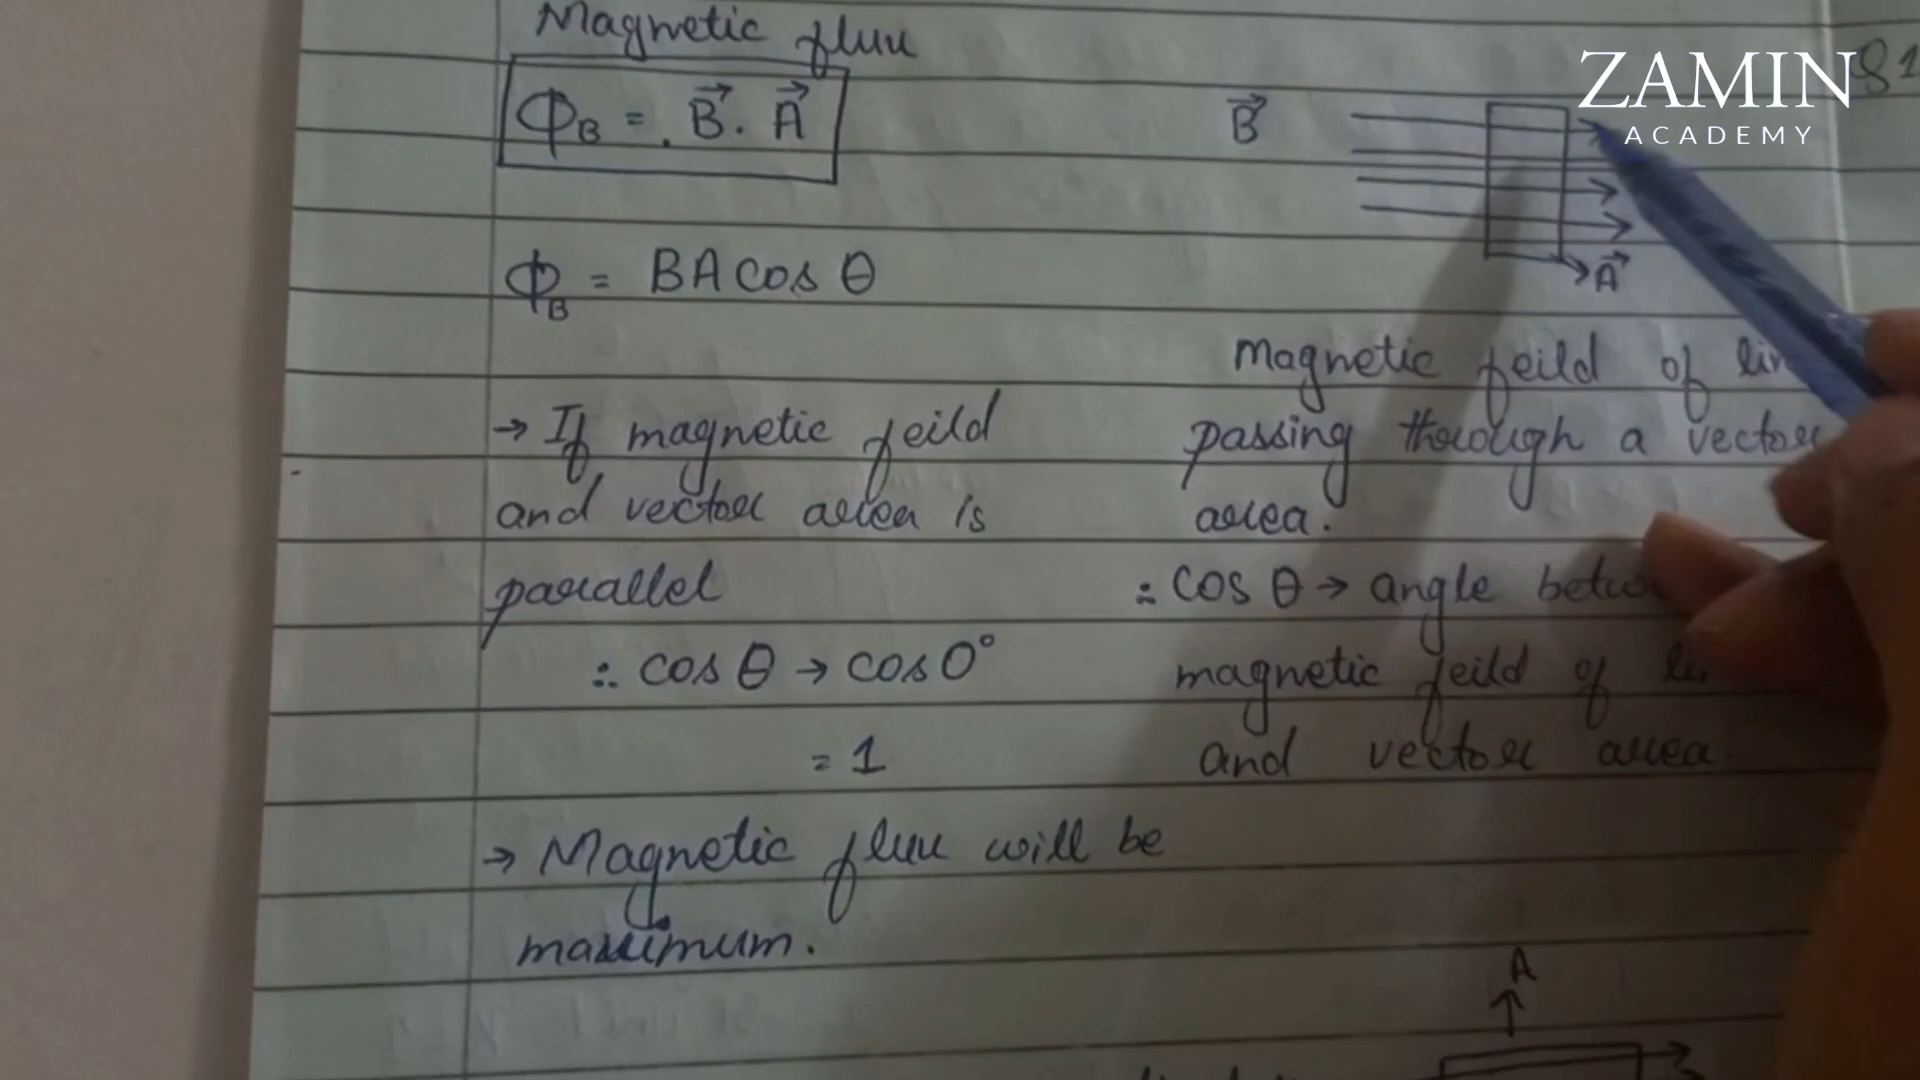 Magnetic flux
ΦB = . B⃗ . A⃗
ΦB = BA cos θ
→ If magnetic feild
and vector area is
parallel
∴ cos θ → cos 0°
= 1
→ Magnetic flux will be
maximum.
B⃗
A⃗
Magnetic feild of
passing through a vector
area.
∴ cos θ → angle
magnetic feild of
and vector area.
A
ZAMIN
ACADEMY